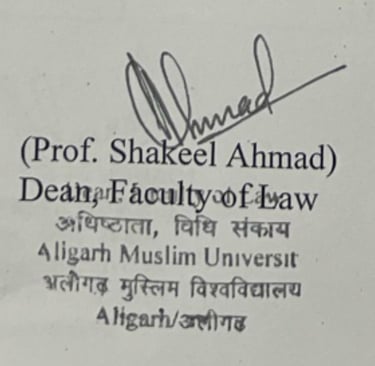 Ahmad
(Prof. Shakeel Ahmad)
Dean, Faculty of Law
अधिष्ठाता, विधि संकाय
Aligarh Muslim Universit
अलीगढ़ मुस्लिम विश्वविद्यालय
Aligarh/अलीगढ़